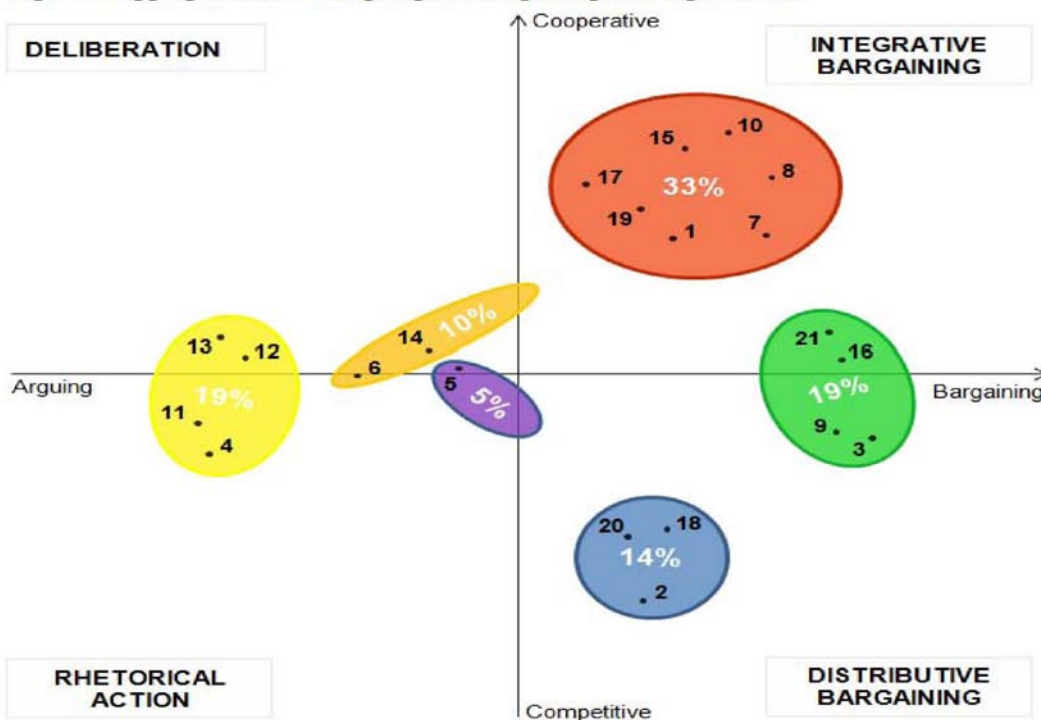 Cooperative
DELIBERATION
INTEGRATIVE
BARGAINING
15
10
17
33%
8
19
1
7
10%
14
13
12
21
16
6
Arguing
5
19%
5%
19%
Bargaining
11
9
4
3
20
18
14%
2
RHETORICAL
ACTION
DISTRIBUTIVE
BARGAINING
Competitive